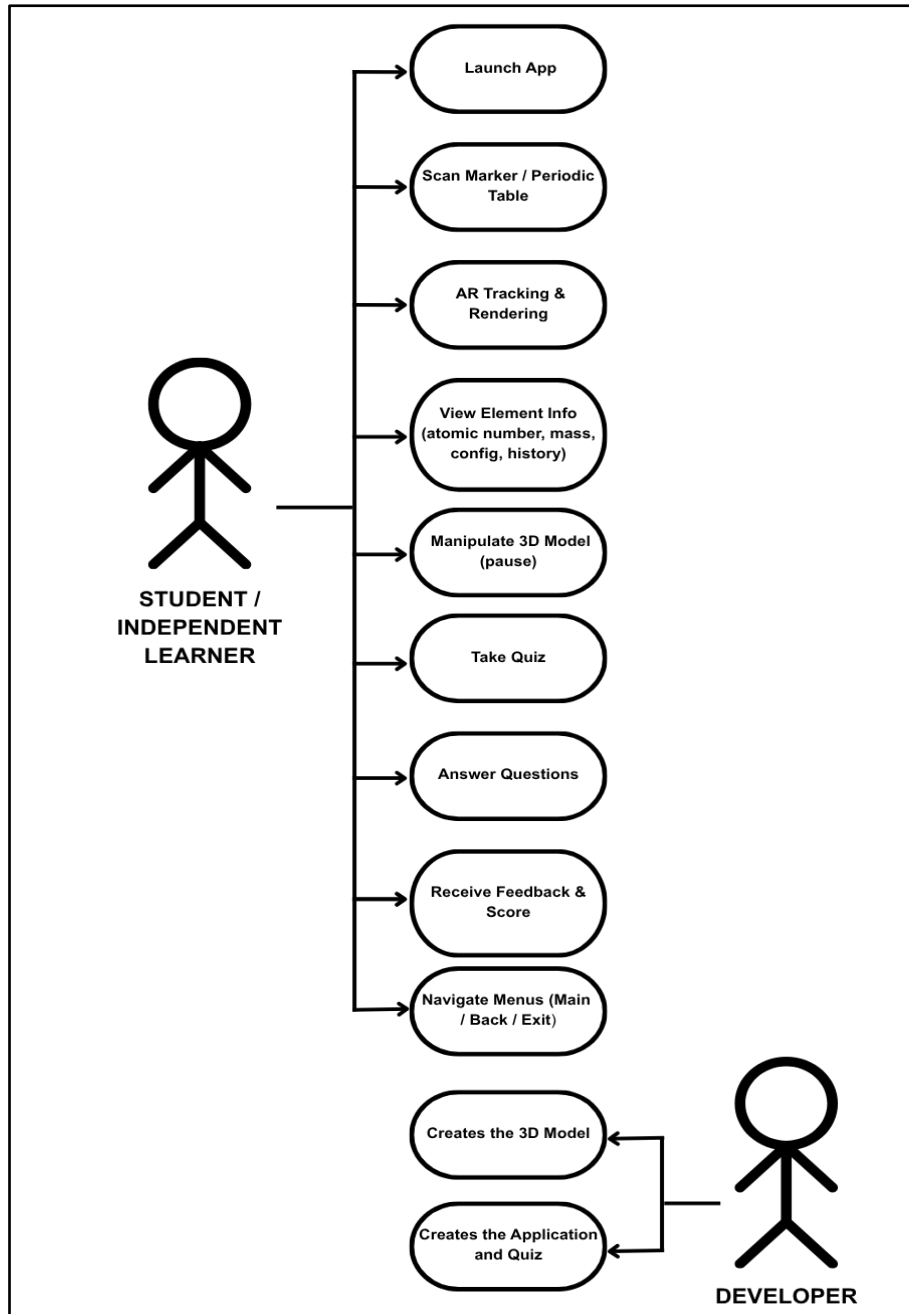 Launch App
Scan Marker / Periodic
Table
AR Tracking &
Rendering
View Element Info
(atomic number, mass,
config, history)
Manipulate 3D Model
(pause)
STUDENT /
INDEPENDENT
LEARNER
Take Quiz
Answer Questions
Receive Feedback &
Score
Navigate Menus (Main
/ Back / Exit)
Creates the 3D Model
Creates the Application
and Quiz
DEVELOPER